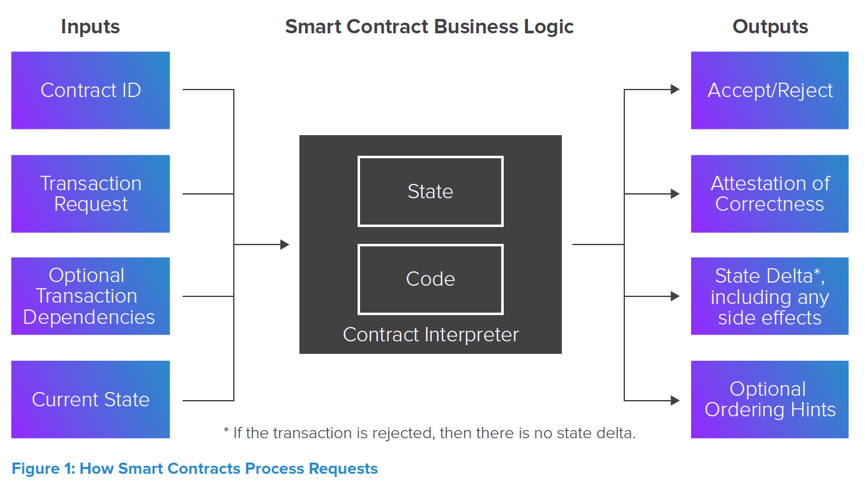 Inputs
Smart Contract Business Logic
Outputs
Contract ID
Transaction
Request
Optional
Transaction
Dependencies
Current State
State
Code
Contract Interpreter
Accept/Reject
Attestation of
Correctness
State Delta*,
including any
side effects
Optional
Ordering Hints
* If the transaction is rejected, then there is no state delta.
Figure 1: How Smart Contracts Process Requests